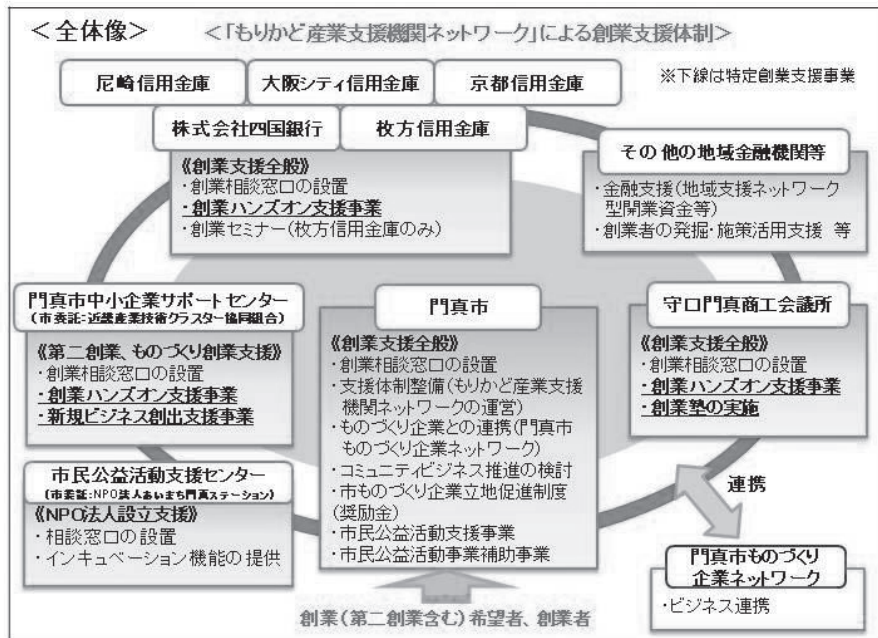 ＜全体像＞
＜「もりかど産業支援機関ネットワーク」による創業支援体制＞
尼崎信用金庫
大阪シティ信用金庫
京都信用金庫
※下線は特定創業支援事業
株式会社四国銀行
枚方信用金庫
《創業支援全般》
・創業相談窓口の設置
・創業ハンズオン支援事業
・創業セミナー(枚方信用金庫のみ)
その他の地域金融機関等
・金融支援(地域支援ネットワーク
型開業資金等)
・創業者の発掘・施策活用支援 等
門真市中小企業サポートセンター
(市委託:近畿産業技術クラスター協同組合)
《第二創業、ものづくり創業支援》
・創業相談窓口の設置
・創業ハンズオン支援事業
・新規ビジネス創出支援事業
門真市
《創業支援全般》
・創業相談窓口の設置
・支援体制整備(もりかど産業支援
機関ネットワークの運営)
・ものづくり企業との連携(門真市
ものづくり企業ネットワーク)
・コミュニティビジネス推進の検討
・市ものづくり企業立地促進制度
(奨励金)
・市民公益活動支援事業
・市民公益活動事業補助事業
守口門真商工会議所
《創業支援全般》
・創業相談窓口の設置
・創業ハンズオン支援事業
・創業塾の実施
市民公益活動支援センター
(市委託:NPO法人あいまち門真ステーション)
《NPO法人設立支援》
・相談窓口の設置
・インキュベーション機能の提供
連携
門真市ものづくり
企業ネットワーク
・ビジネス連携
創業(第二創業含む)希望者、創業者